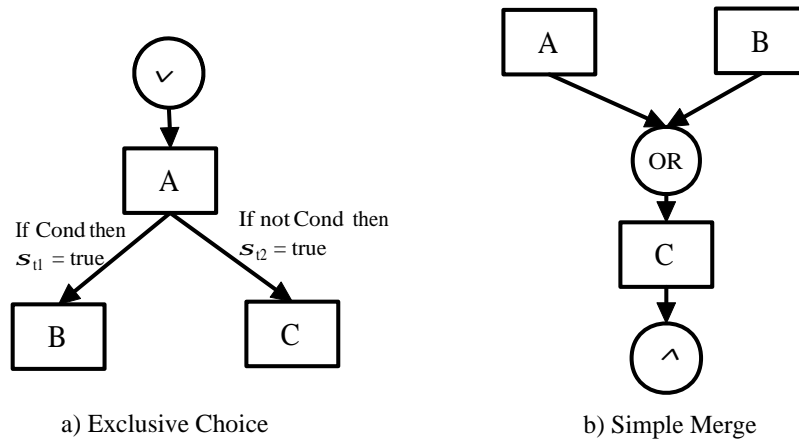 ∨
A
If Cond then
s_t1 = true
If not Cond then
s_t2 = true
B
C
a) Exclusive Choice
A
B
OR
C
∧
b) Simple Merge